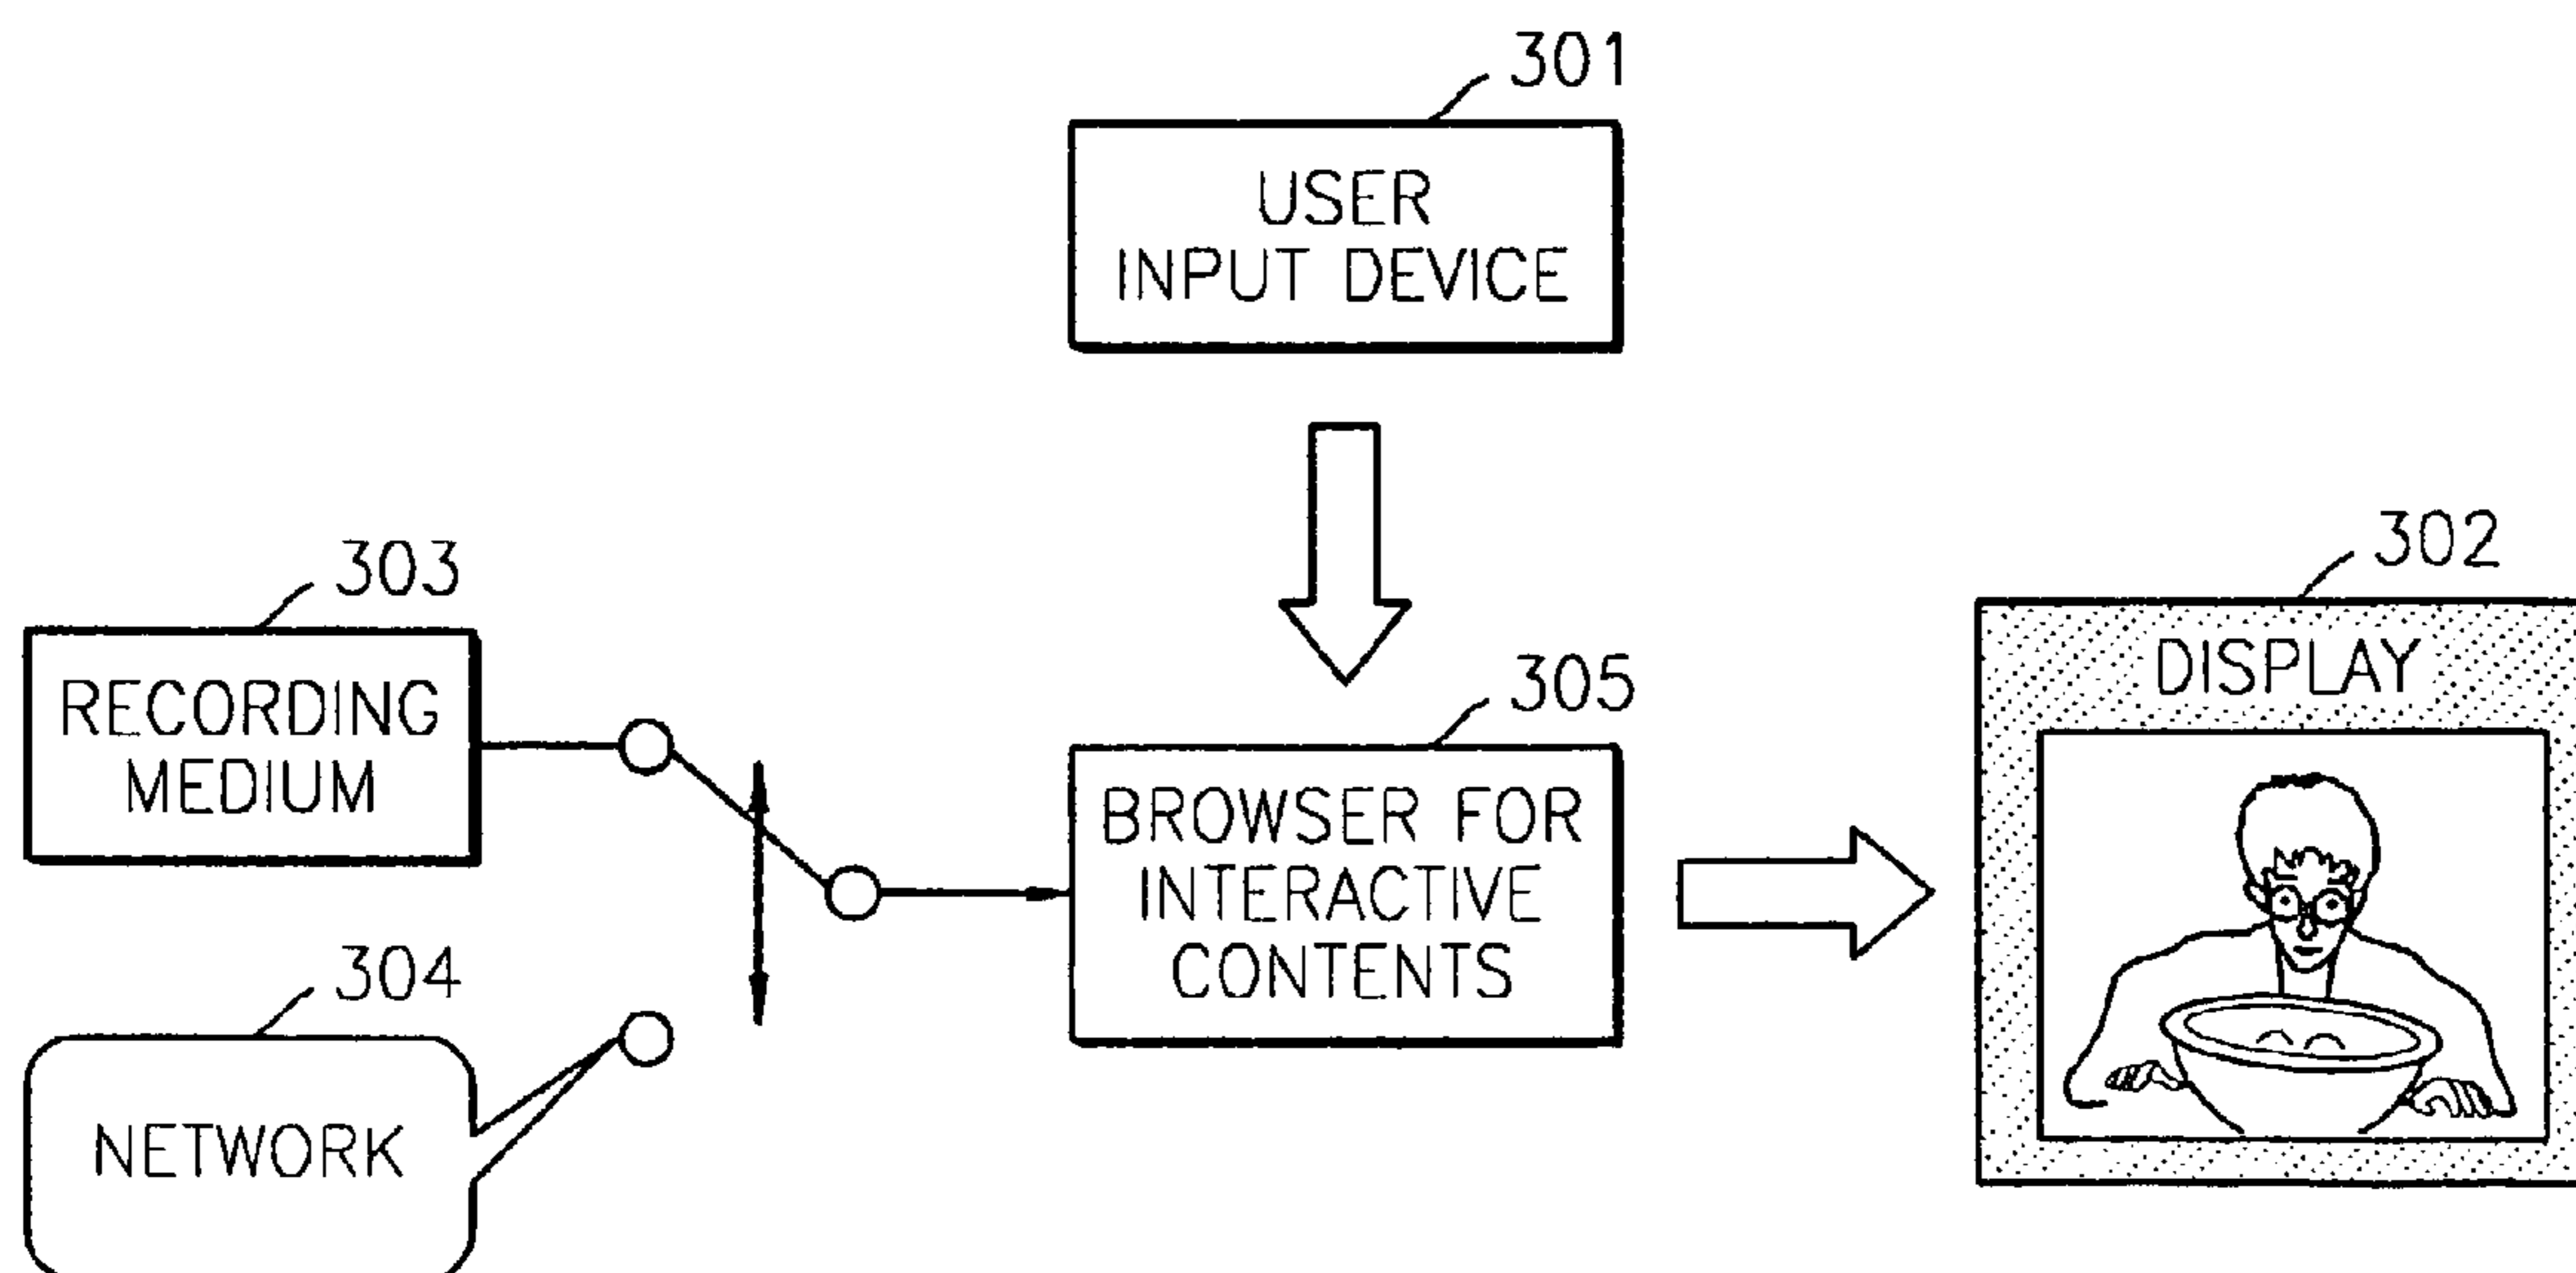 301
USER
INPUT DEVICE
303
RECORDING
MEDIUM
304
NETWORK
305
BROWSER FOR
INTERACTIVE
CONTENTS
302
DISPLAY